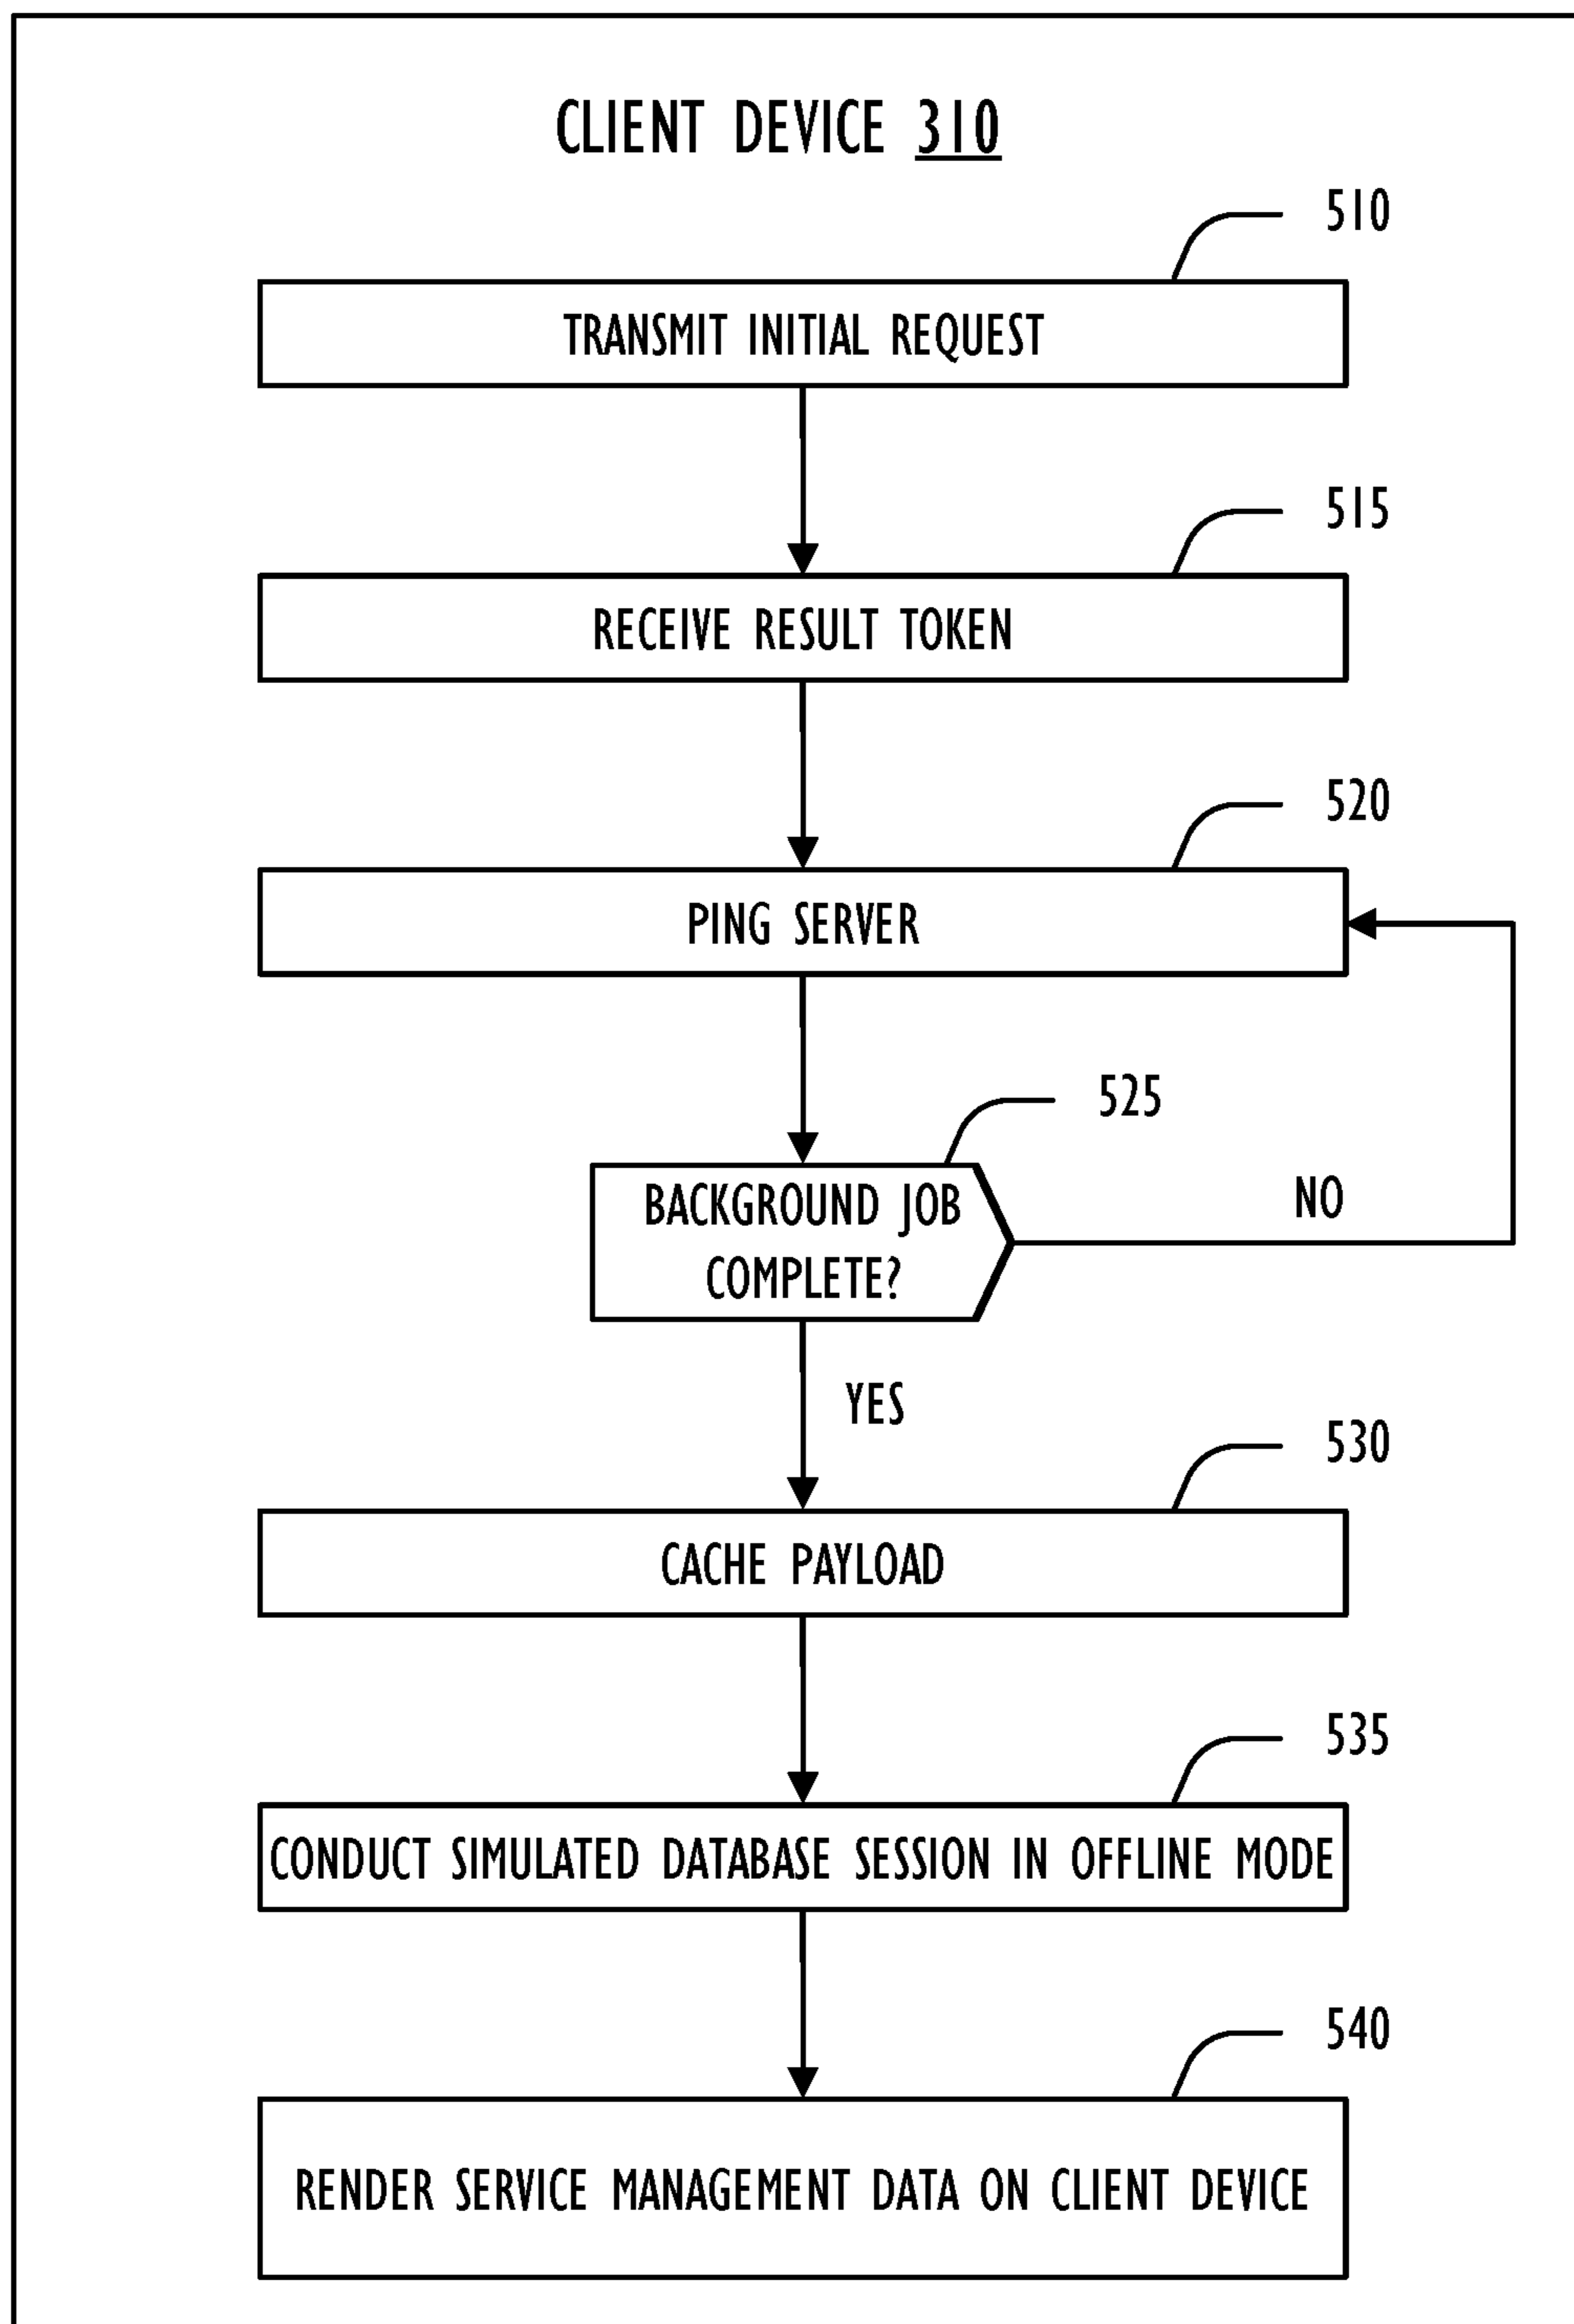 CLIENT DEVICE 310
510
TRANSMIT INITIAL REQUEST
515
RECEIVE RESULT TOKEN
520
PING SERVER
525
BACKGROUND JOB
COMPLETE?
NO
YES
530
CACHE PAYLOAD
535
CONDUCT SIMULATED DATABASE SESSION IN OFFLINE MODE
540
RENDER SERVICE MANAGEMENT DATA ON CLIENT DEVICE